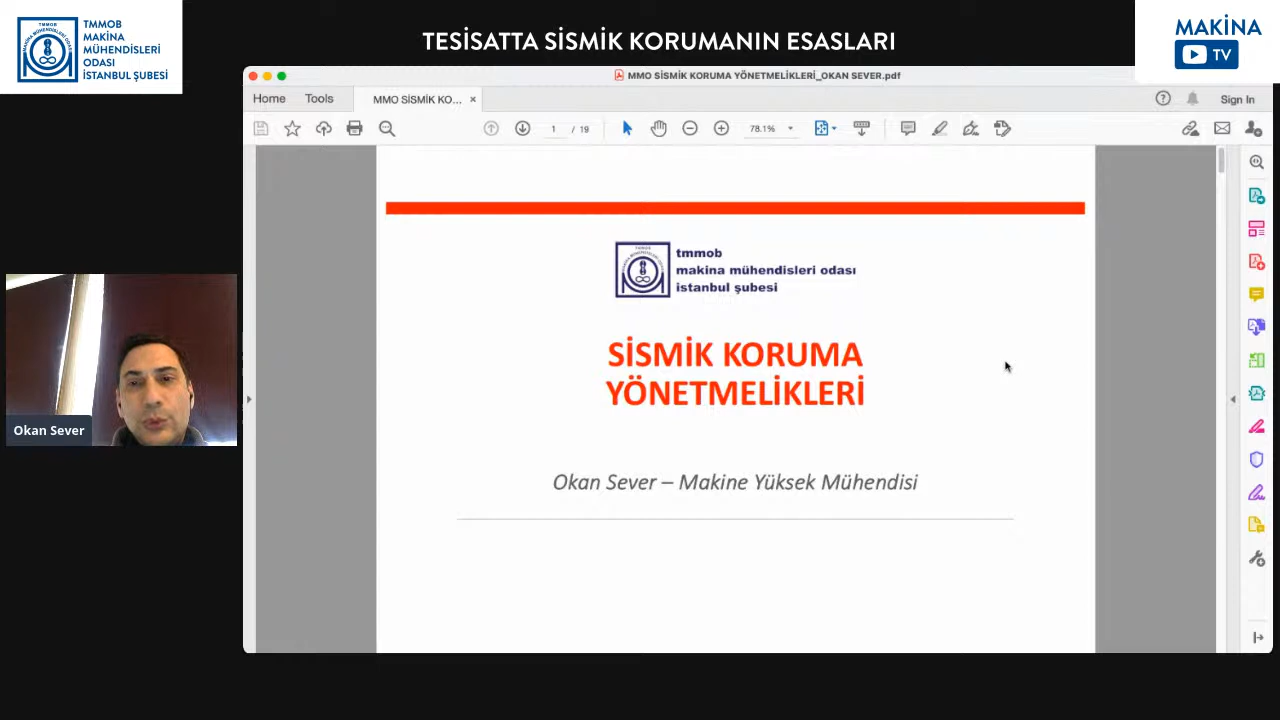 TMMOB
MAKİNA
MÜHENDİSLERİ
ODASI
İSTANBUL ŞUBESİ
TESİSATTA SİSMİK KORUMANIN ESASLARI
MAKİNA
TV
MMO SİSMİK KORUMA YÖNETMELİKLERİ_OKAN SEVER.pdf
Home Tools MMO SİSMİK KO... × Sign In
1 / 19 78.1%
tmmob
makina mühendisleri odası
istanbul şubesi
SİSMİK KORUMA
YÖNETMELİKLERİ
Okan Sever
Okan Sever – Makine Yüksek Mühendisi